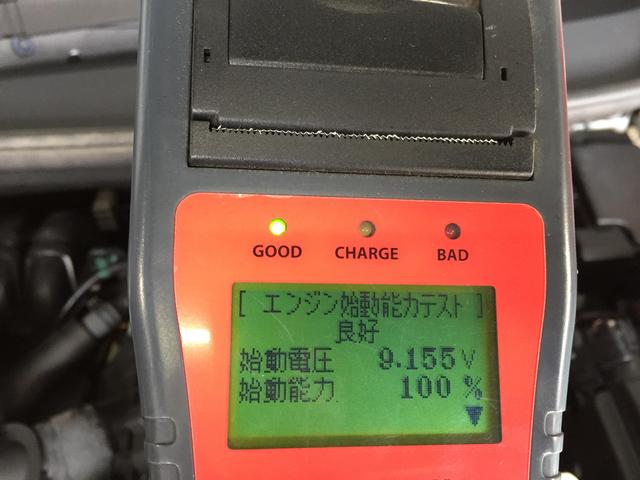 GOOD CHARGE BAD
[ エンジン始動能力テスト ]
良好
始動電圧 9.155 V
始動能力 100 %
▼